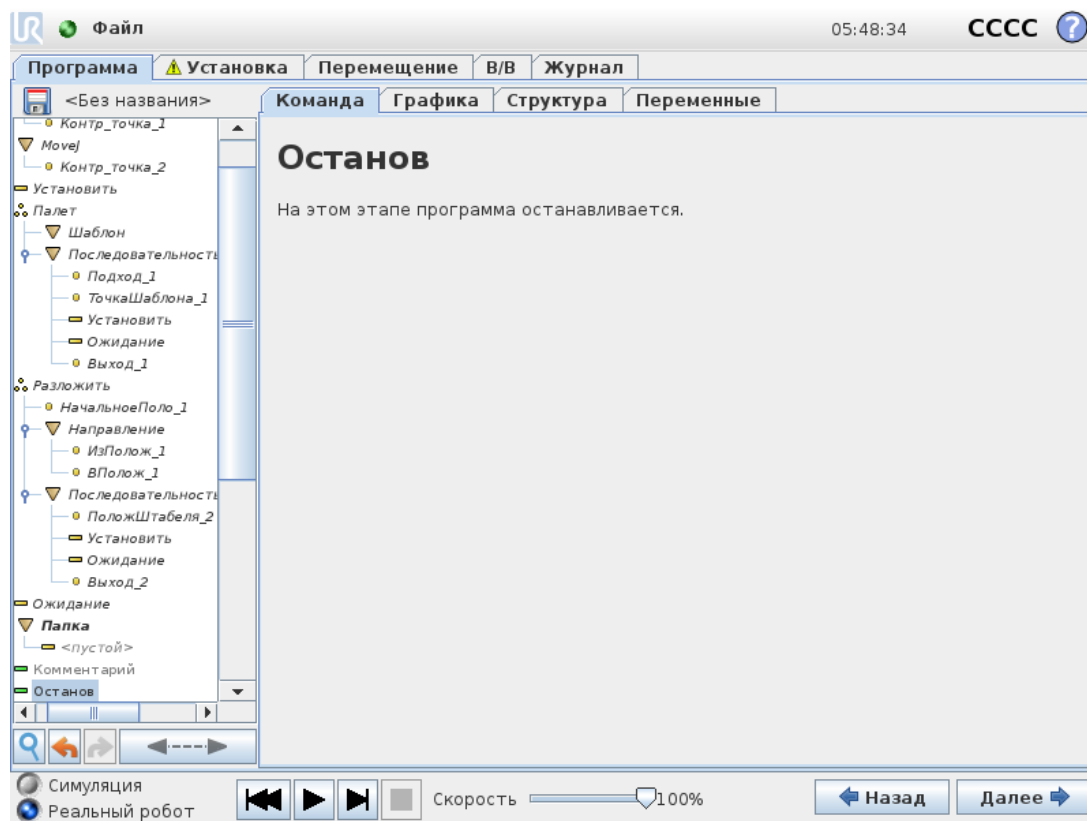 UR Файл 05:48:34 CCCC ?
Программа Установка Перемещение В/В Журнал
<Без названия> Команда Графика Структура Переменные
Контр_точка_1
MoveJ
Контр_точка_2
Установить
Палет
Шаблон
Последовательность
Подход_1
ТочкаШаблона_1
Установить
Ожидание
Выход_1
Разложить
НачальноеПоло_1
Направление
ИзПолож_1
ВПолож_1
Последовательность
ПоложШтабеля_2
Установить
Ожидание
Выход_2
Ожидание
Папка
<пустой>
Комментарий
Останов
Останов
На этом этапе программа останавливается.
Симуляция
Реальный робот
Скорость 100%
Назад Далее